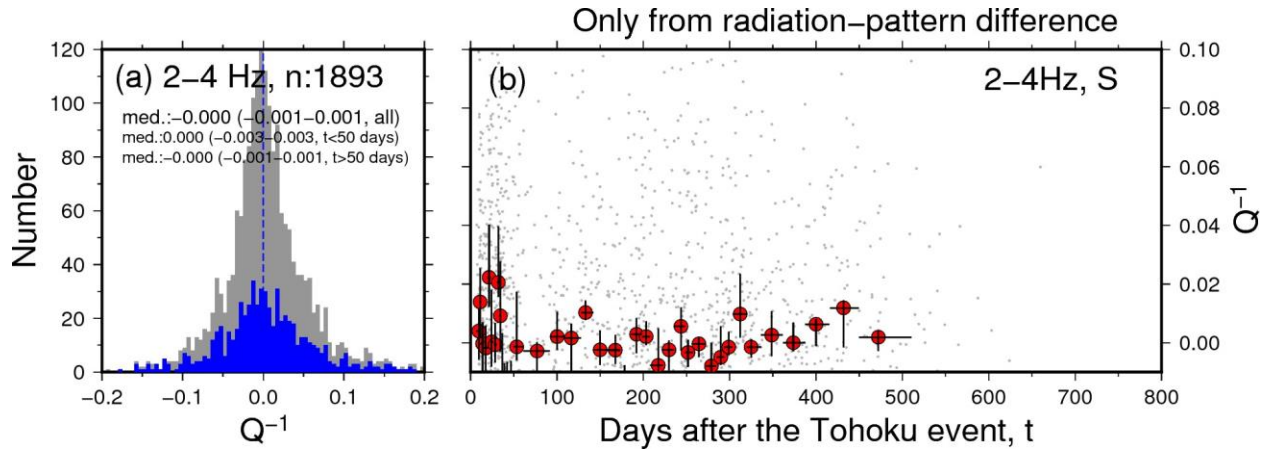 Only from radiation−pattern difference
(a) 2−4 Hz, n:1893
med.:−0.000 (−0.001−0.001, all)
med.:0.000 (−0.003−0.003, t<50 days)
med.:−0.000 (−0.001−0.001, t>50 days)
Number
120
100
80
60
40
20
0
−0.2 −0.1 0.0 0.1 0.2
Q−1
(b)
2−4Hz, S
0.10
0.08
0.06
0.04
0.02
0.00
Q−1
0 100 200 300 400 500 600 700 800
Days after the Tohoku event, t